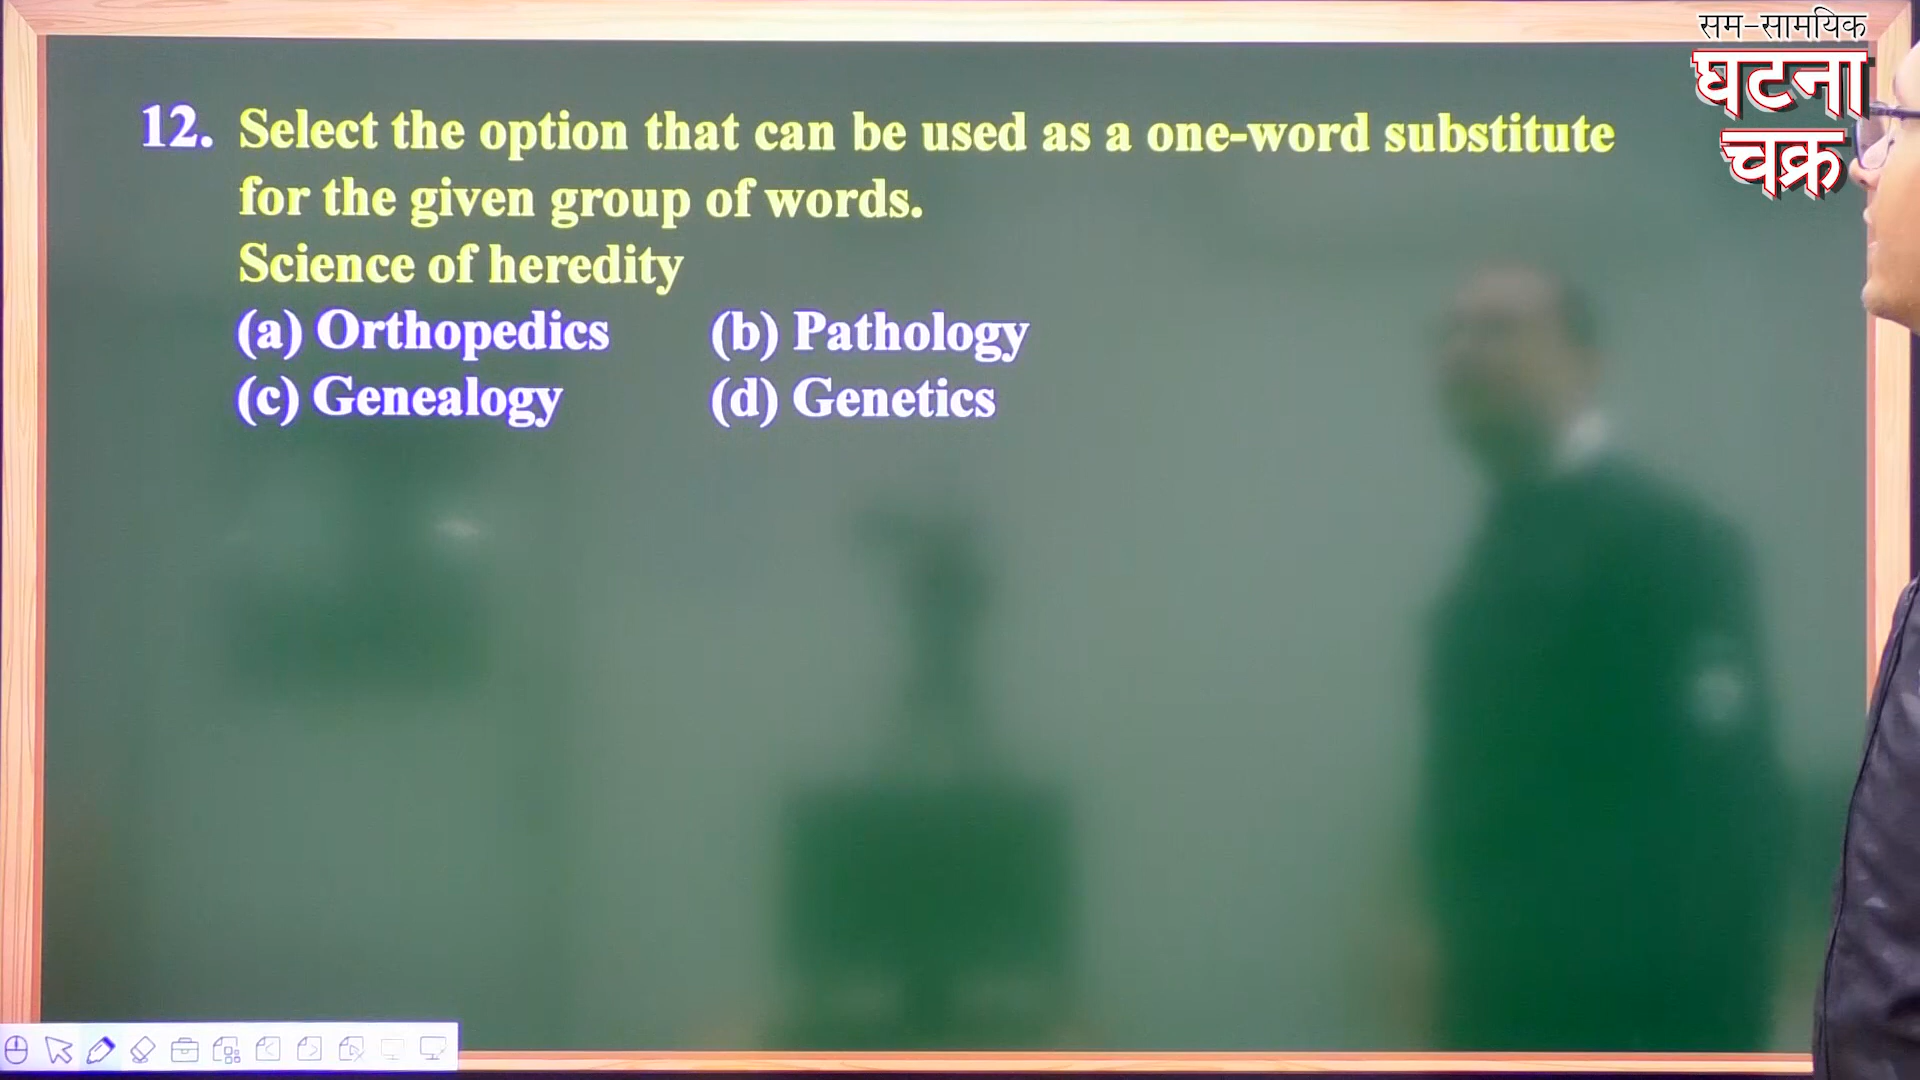 सम-सामयिक
घटना
चक्र
12. Select the option that can be used as a one-word substitute
for the given group of words.
Science of heredity
(a) Orthopedics (b) Pathology
(c) Genealogy (d) Genetics